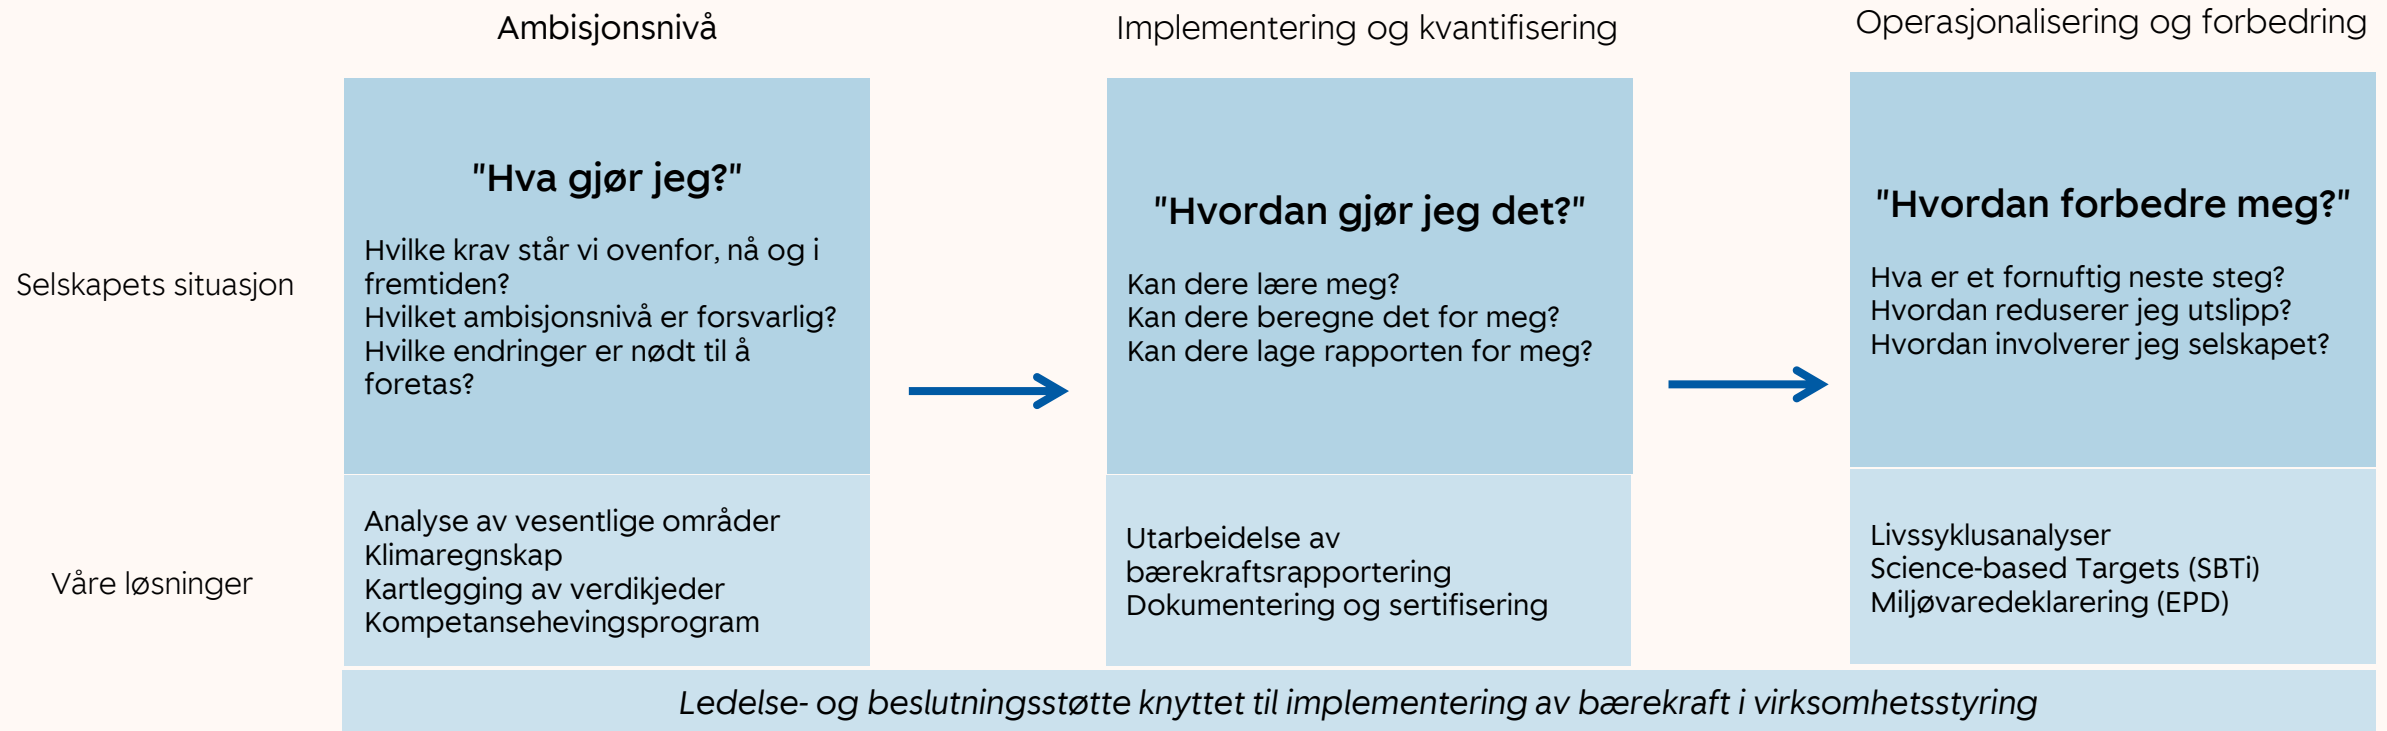 Ambisjonsnivå
Implementering og kvantifisering
Operasjonalisering og forbedring
Selskapets situasjon
"Hva gjør jeg?"
Hvilke krav står vi ovenfor, nå og i
fremtiden?
Hvilket ambisjonsnivå er forsvarlig?
Hvilke endringer er nødt til å
foretas?
"Hvordan gjør jeg det?"
Kan dere lære meg?
Kan dere beregne det for meg?
Kan dere lage rapporten for meg?
"Hvordan forbedre meg?"
Hva er et fornuftig neste steg?
Hvordan reduserer jeg utslipp?
Hvordan involverer jeg selskapet?
Våre løsninger
Analyse av vesentlige områder
Klimaregnskap
Kartlegging av verdikjeder
Kompetansehevingsprogram
Utarbeidelse av
bærekraftsrapportering
Dokumentering og sertifisering
Livssyklusanalyser
Science-based Targets (SBTi)
Miljøvaredeklarering (EPD)
Ledelse- og beslutningsstøtte knyttet til implementering av bærekraft i virksomhetsstyring